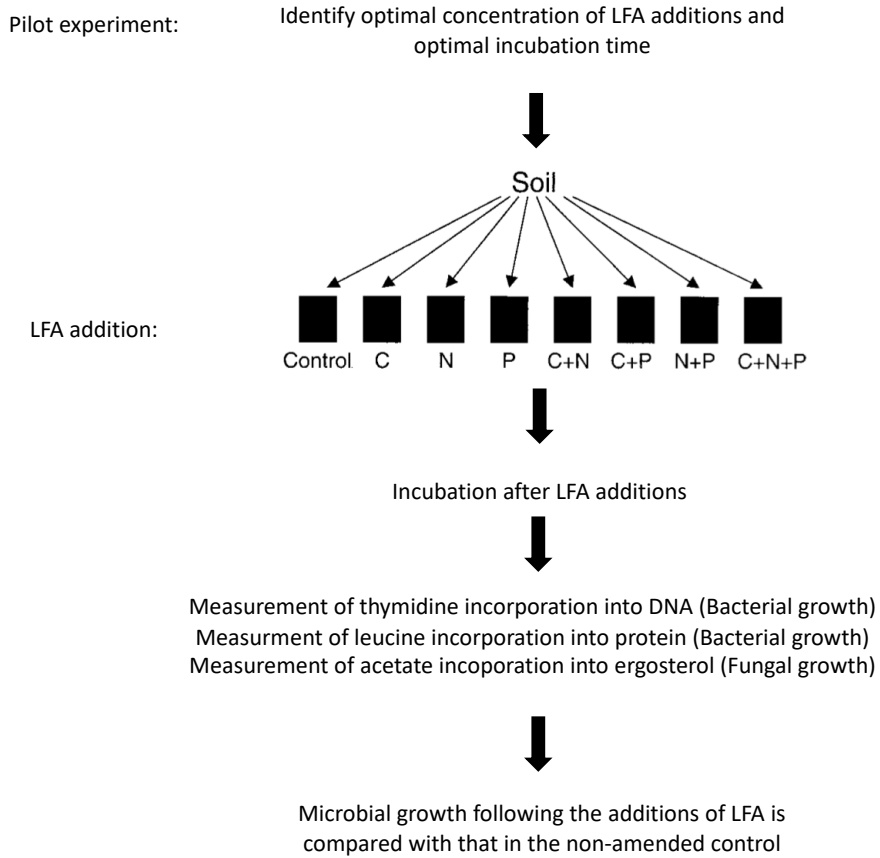 Pilot experiment:
Identify optimal concentration of LFA additions and
optimal incubation time
Soil
LFA addition:
Control C N P C+N C+P N+P C+N+P
Incubation after LFA additions
Measurement of thymidine incorporation into DNA (Bacterial growth)
Measurment of leucine incorporation into protein (Bacterial growth)
Measurement of acetate incoporation into ergosterol (Fungal growth)
Microbial growth following the additions of LFA is
compared with that in the non-amended control